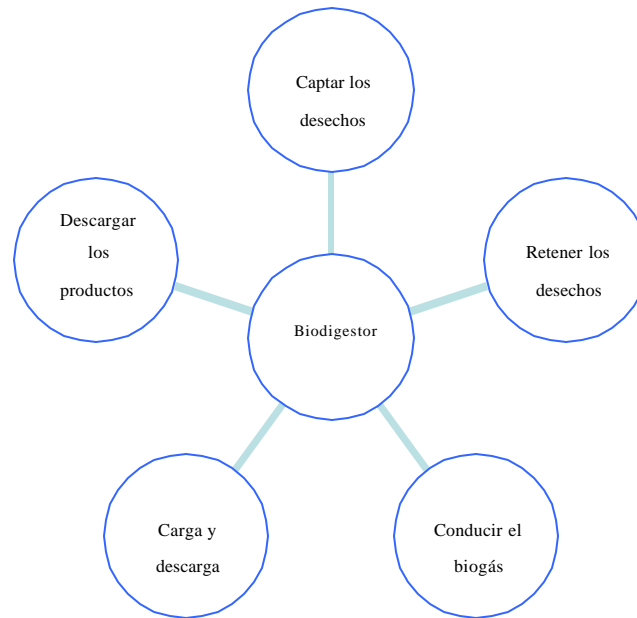 Captar los
desechos
Descargar
los
productos
Retener los
desechos
Biodigestor
Carga y
descarga
Conducir el
biogás